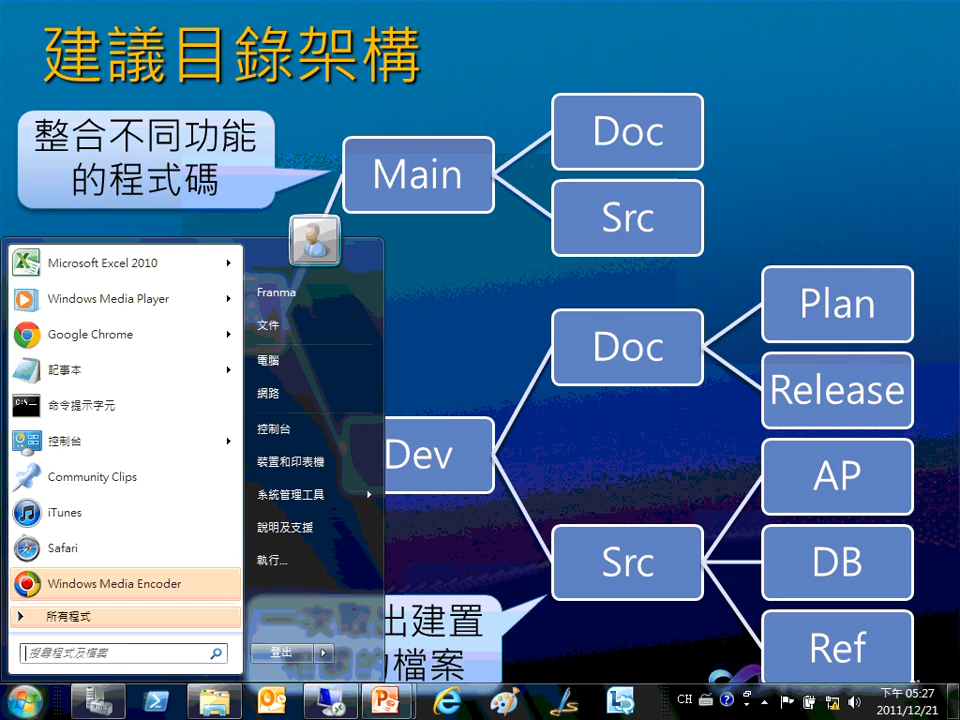 建議目錄架構
整合不同功能
的程式碼
Main
Doc
Src
Dev
Doc
Plan
Release
Src
AP
DB
Ref
一次取出建置
的檔案
Microsoft Excel 2010
Windows Media Player
Google Chrome
記事本
命令提示字元
控制台
Community Clips
iTunes
Safari
Windows Media Encoder
所有程式
搜尋程式及檔案
Franma
文件
電腦
網路
控制台
裝置和印表機
系統管理工具
說明及支援
執行...
登出
CH
下午 05:27
2011/12/21